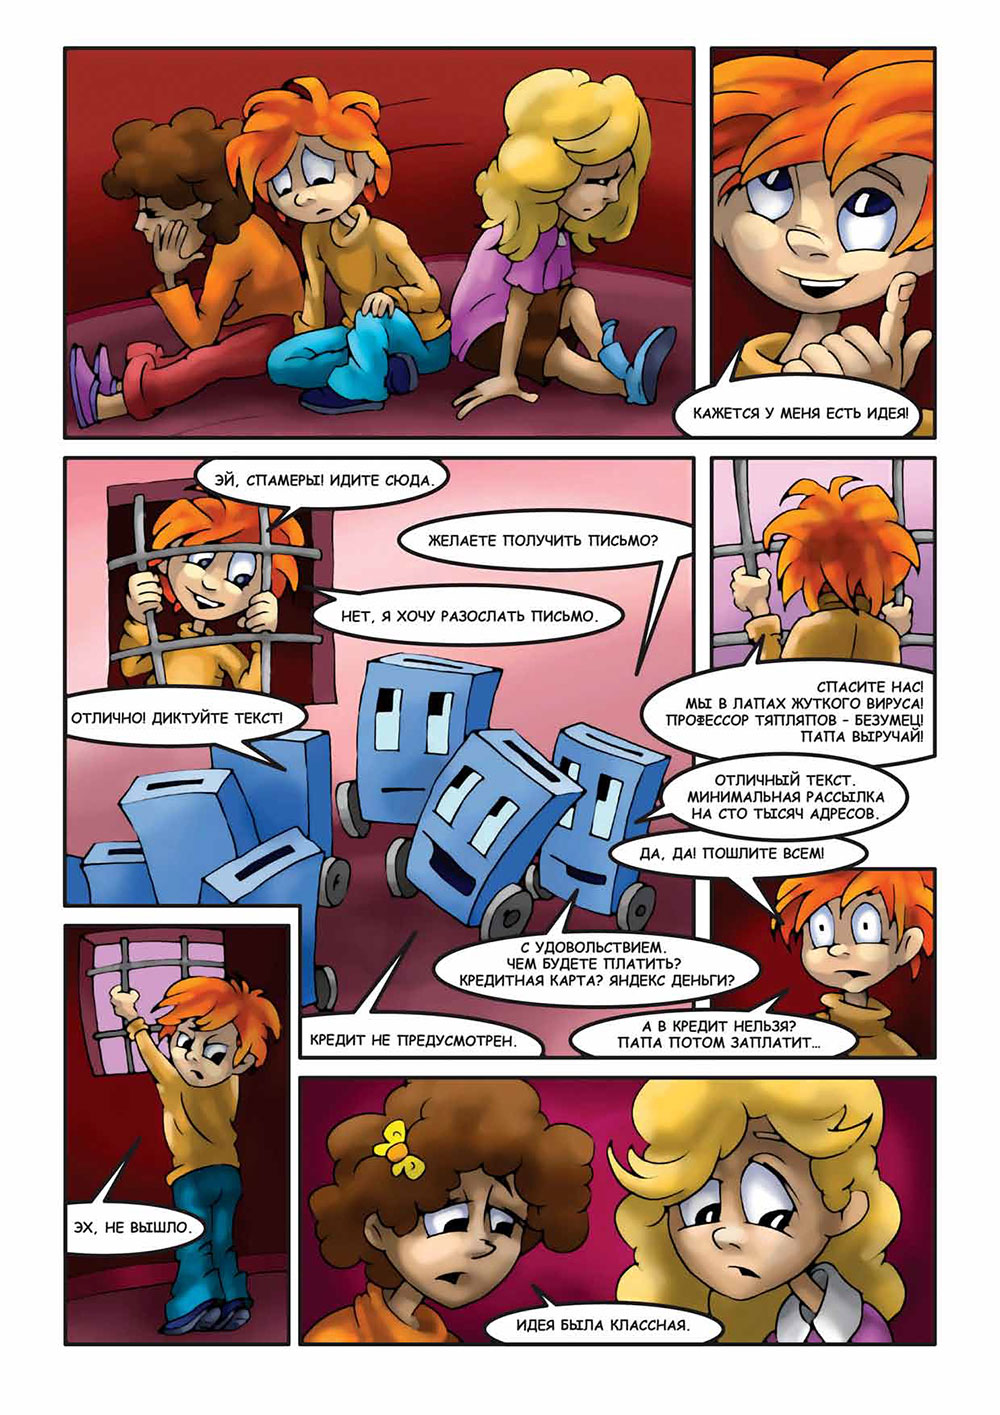 КАЖЕТСЯ У МЕНЯ ЕСТЬ ИДЕЯ!
ЭЙ, СПАМЕРЫ! ИДИТЕ СЮДА.
ЖЕЛАЕТЕ ПОЛУЧИТЬ ПИСЬМО?
НЕТ, Я ХОЧУ РАЗОСЛАТЬ ПИСЬМО.
ОТЛИЧНО! ДИКТУЙТЕ ТЕКСТ!
СПАСИТЕ НАС!
МЫ В ЛАПАХ ЖУТКОГО ВИРУСА!
ПРОФЕССОР ТЯПЛЯПОВ – БЕЗУМЕЦ!
ПАПА ВЫРУЧАЙ!
ОТЛИЧНЫЙ ТЕКСТ.
МИНИМАЛЬНАЯ РАССЫЛКА
НА СТО ТЫСЯЧ АДРЕСОВ.
ДА, ДА! ПОШЛИТЕ ВСЕМ!
С УДОВОЛЬСТВИЕМ.
ЧЕМ БУДЕТЕ ПЛАТИТЬ?
КРЕДИТНАЯ КАРТА? ЯНДЕКС ДЕНЬГИ?
А В КРЕДИТ НЕЛЬЗЯ?
ПАПА ПОТОМ ЗАПЛАТИТ...
КРЕДИТ НЕ ПРЕДУСМОТРЕН.
ЭХ, НЕ ВЫШЛО.
ИДЕЯ БЫЛА КЛАССНАЯ.